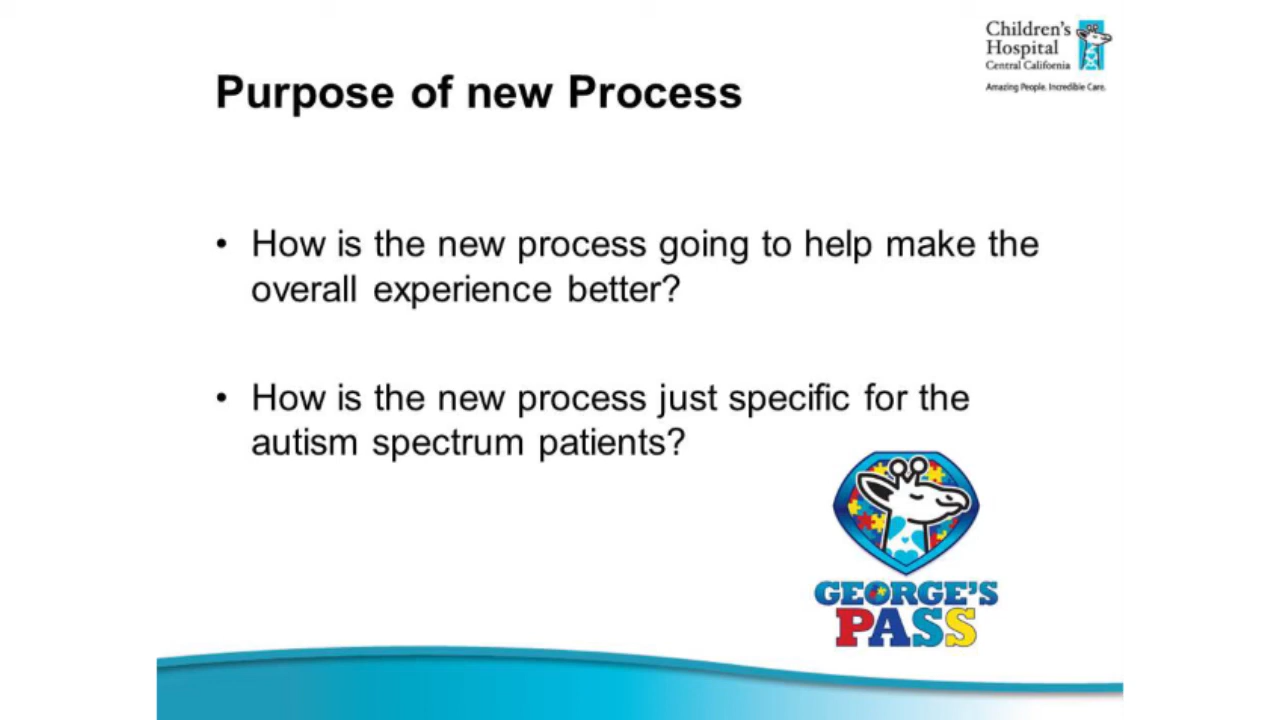 Children's
Hospital
Central California
Amazing People. Incredible Care.
Purpose of new Process
• How is the new process going to help make the
overall experience better?
• How is the new process just specific for the
autism spectrum patients?
GEORGE'S
PASS